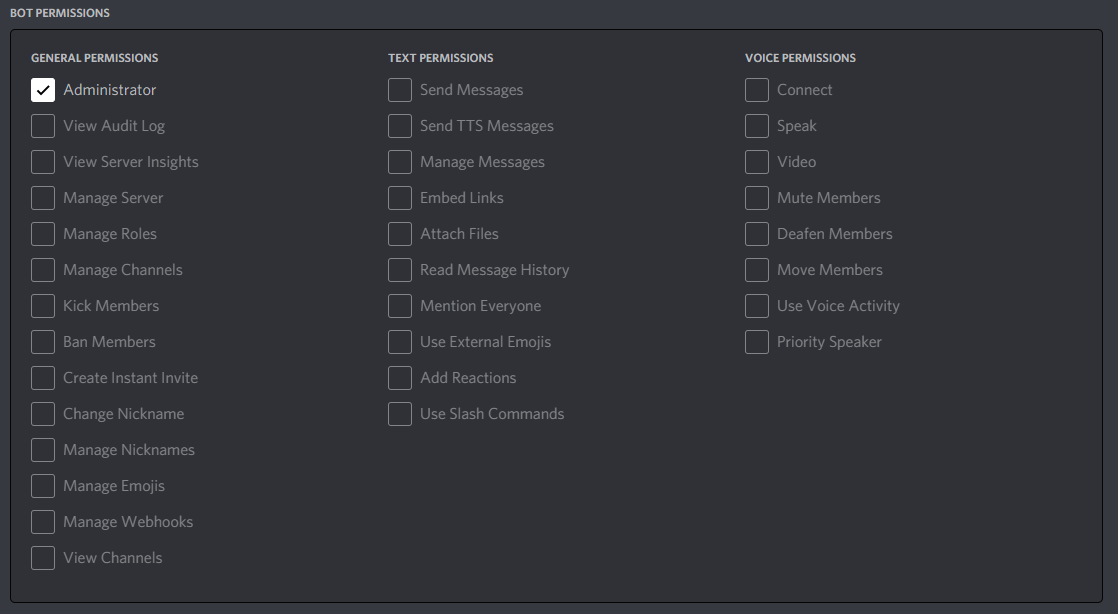 BOT PERMISSIONS
GENERAL PERMISSIONS
Administrator
View Audit Log
View Server Insights
Manage Server
Manage Roles
Manage Channels
Kick Members
Ban Members
Create Instant Invite
Change Nickname
Manage Nicknames
Manage Emojis
Manage Webhooks
View Channels
TEXT PERMISSIONS
Send Messages
Send TTS Messages
Manage Messages
Embed Links
Attach Files
Read Message History
Mention Everyone
Use External Emojis
Add Reactions
Use Slash Commands
VOICE PERMISSIONS
Connect
Speak
Video
Mute Members
Deafen Members
Move Members
Use Voice Activity
Priority Speaker